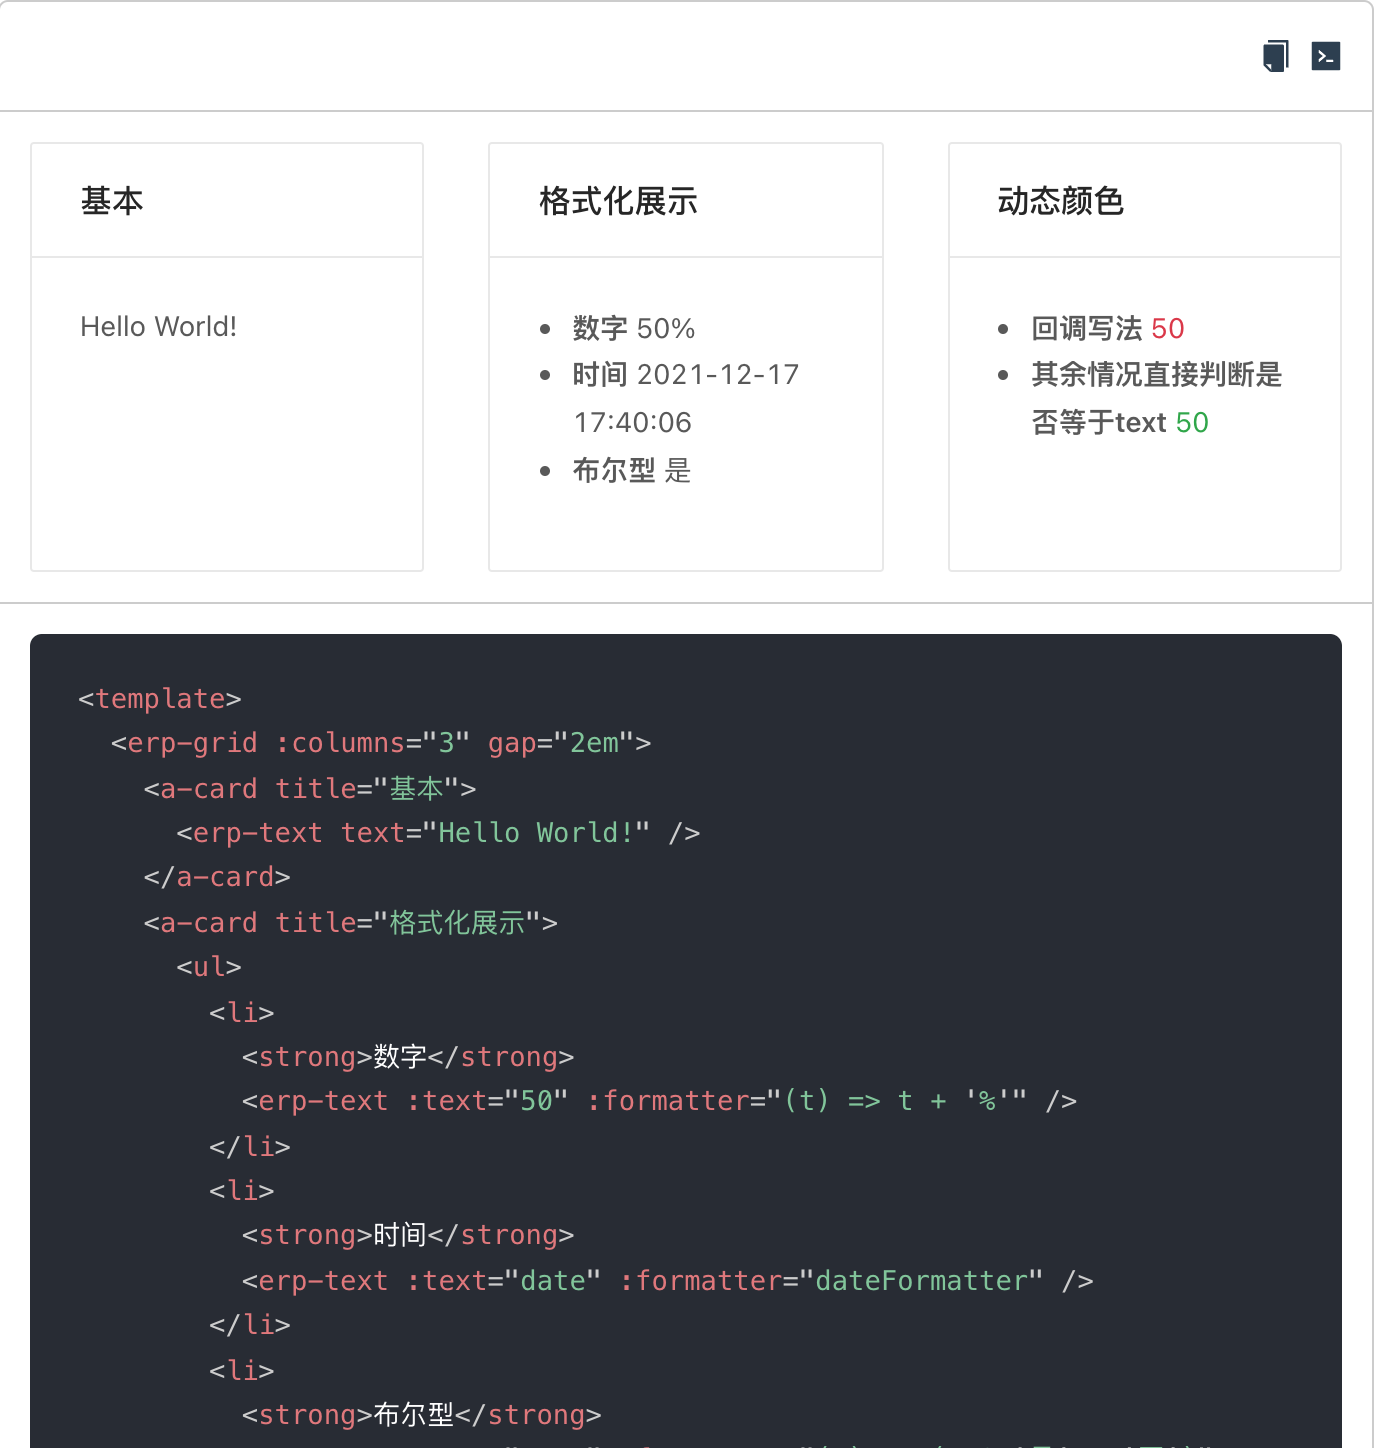 基本
Hello World!
格式化展示
数字 50%
时间 2021-12-17
17:40:06
布尔型 是
动态颜色
回调写法 50
其余情况直接判断是
否等于text 50
<template>
<erp-grid :columns="3" gap="2em">
<a-card title="基本">
<erp-text text="Hello World!" />
</a-card>
<a-card title="格式化展示">
<ul>
<li>
<strong>数字</strong>
<erp-text :text="50" :formatter="(t) => t + '%'" />
</li>
<li>
<strong>时间</strong>
<erp-text :text="date" :formatter="dateFormatter" />
</li>
<li>
<strong>布尔型</strong>